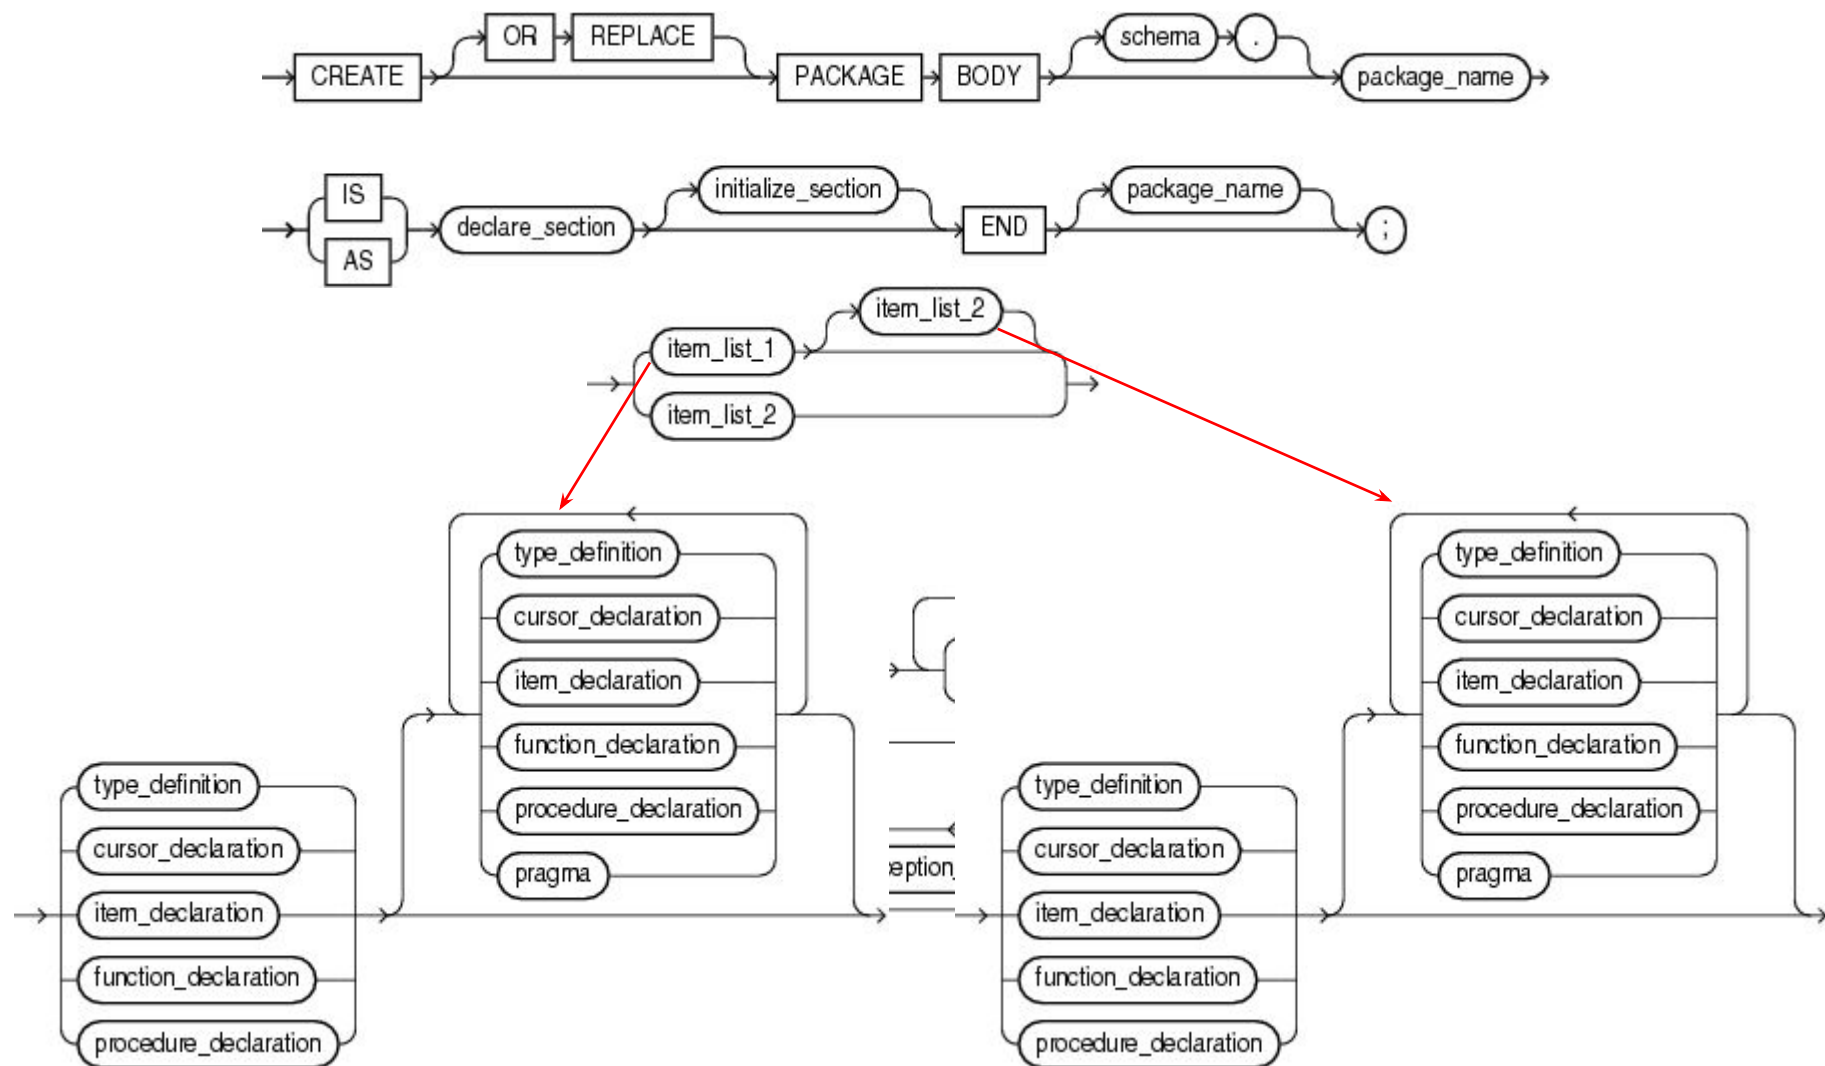 OR REPLACE schema .
CREATE PACKAGE BODY package_name
IS initialize_section package_name
declare_section END ;
AS
item_list_2
item_list_1
item_list_2
type_definition type_definition
cursor_declaration cursor_declaration
item_declaration item_declaration
function_declaration function_declaration
type_definition type_definition
procedure_declaration procedure_declaration
cursor_declaration cursor_declaration
pragma eption_ pragma
item_declaration item_declaration
function_declaration function_declaration
procedure_declaration procedure_declaration